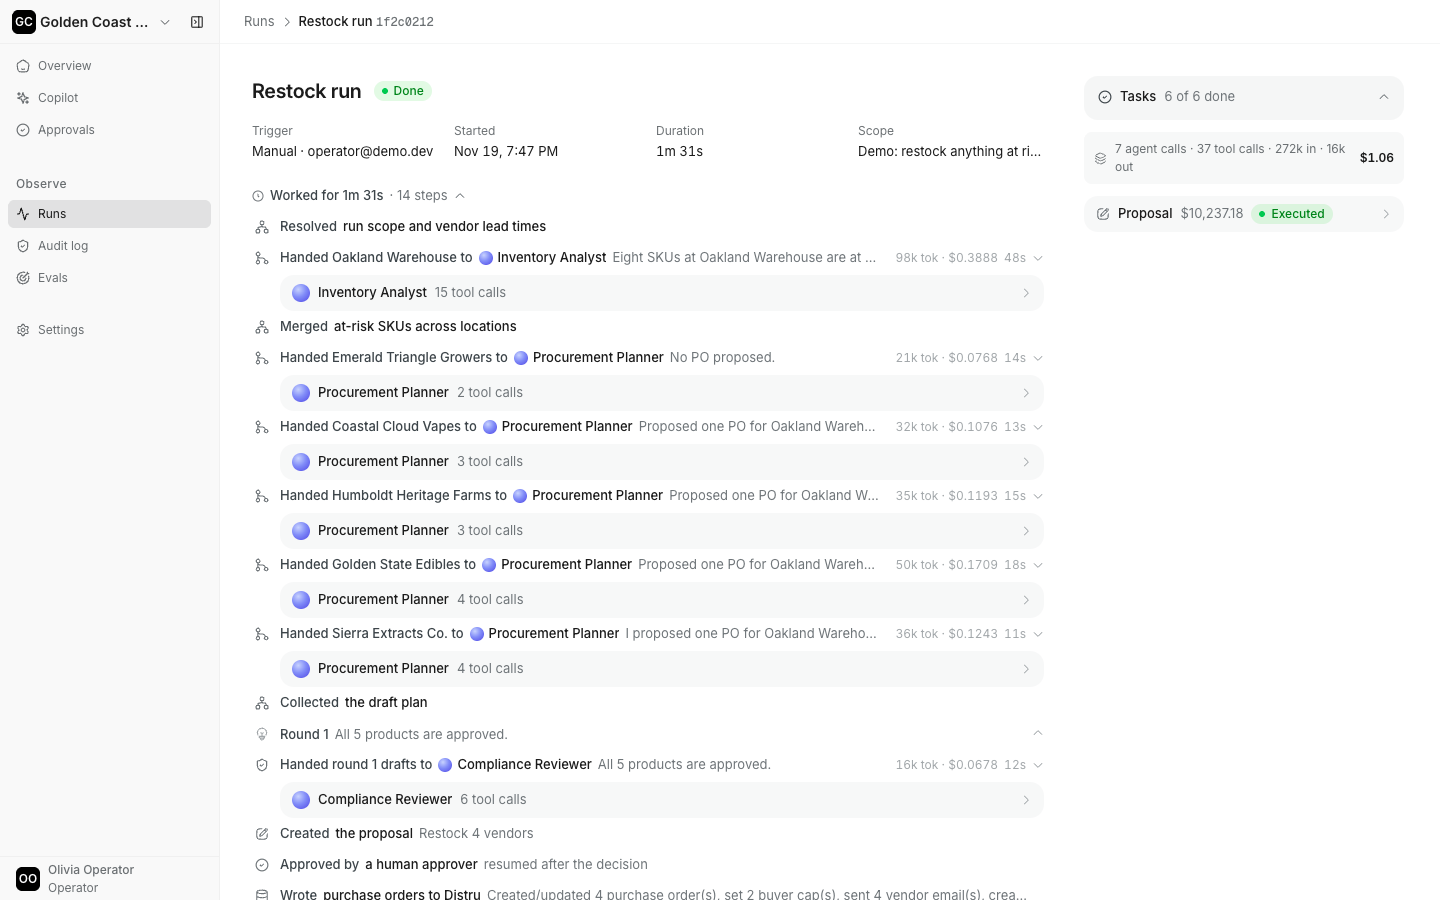 GC Golden Coast ...
Overview
Copilot
Approvals
Observe
Runs
Audit log
Evals
Settings
OO Olivia Operator
Operator
Runs > Restock run 1f2c0212
Restock run Done
Trigger Started Duration Scope
Manual · operator@demo.dev Nov 19, 7:47 PM 1m 31s Demo: restock anything at ri...
Worked for 1m 31s · 14 steps
Resolved run scope and vendor lead times
Handed Oakland Warehouse to Inventory Analyst Eight SKUs at Oakland Warehouse are at ... 98k tok · $0.3888 48s
Inventory Analyst 15 tool calls
Merged at-risk SKUs across locations
Handed Emerald Triangle Growers to Procurement Planner No PO proposed. 21k tok · $0.0768 14s
Procurement Planner 2 tool calls
Handed Coastal Cloud Vapes to Procurement Planner Proposed one PO for Oakland Wareh... 32k tok · $0.1076 13s
Procurement Planner 3 tool calls
Handed Humboldt Heritage Farms to Procurement Planner Proposed one PO for Oakland W... 35k tok · $0.1193 15s
Procurement Planner 3 tool calls
Handed Golden State Edibles to Procurement Planner Proposed one PO for Oakland Wareh... 50k tok · $0.1709 18s
Procurement Planner 4 tool calls
Handed Sierra Extracts Co. to Procurement Planner I proposed one PO for Oakland Wareho... 36k tok · $0.1243 11s
Procurement Planner 4 tool calls
Collected the draft plan
Round 1 All 5 products are approved.
Handed round 1 drafts to Compliance Reviewer All 5 products are approved. 16k tok · $0.0678 12s
Compliance Reviewer 6 tool calls
Created the proposal Restock 4 vendors
Approved by a human approver resumed after the decision
Wrote purchase orders to Distru Created/updated 4 purchase order(s), set 2 buyer cap(s), sent 4 vendor email(s), crea...
Tasks 6 of 6 done
7 agent calls · 37 tool calls · 272k in · 16k
out $1.06
Proposal $10,237.18 Executed